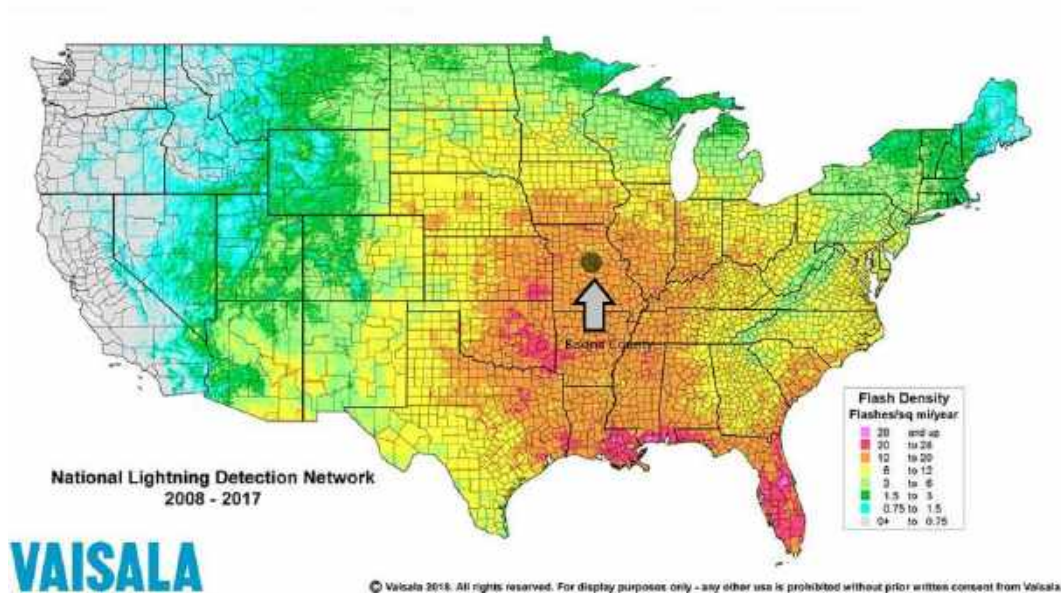 Boone County
Flash Density
Flashes/sq mi/year
28 and up
20 to 28
12 to 20
6 to 12
3 to 6
1.5 to 3
0.75 to 1.5
0+ to 0.75
National Lightning Detection Network
2008 - 2017
VAISALA
© Vaisala 2018. All rights reserved. For display purposes only - any other use is prohibited without prior written consent from Vaisala